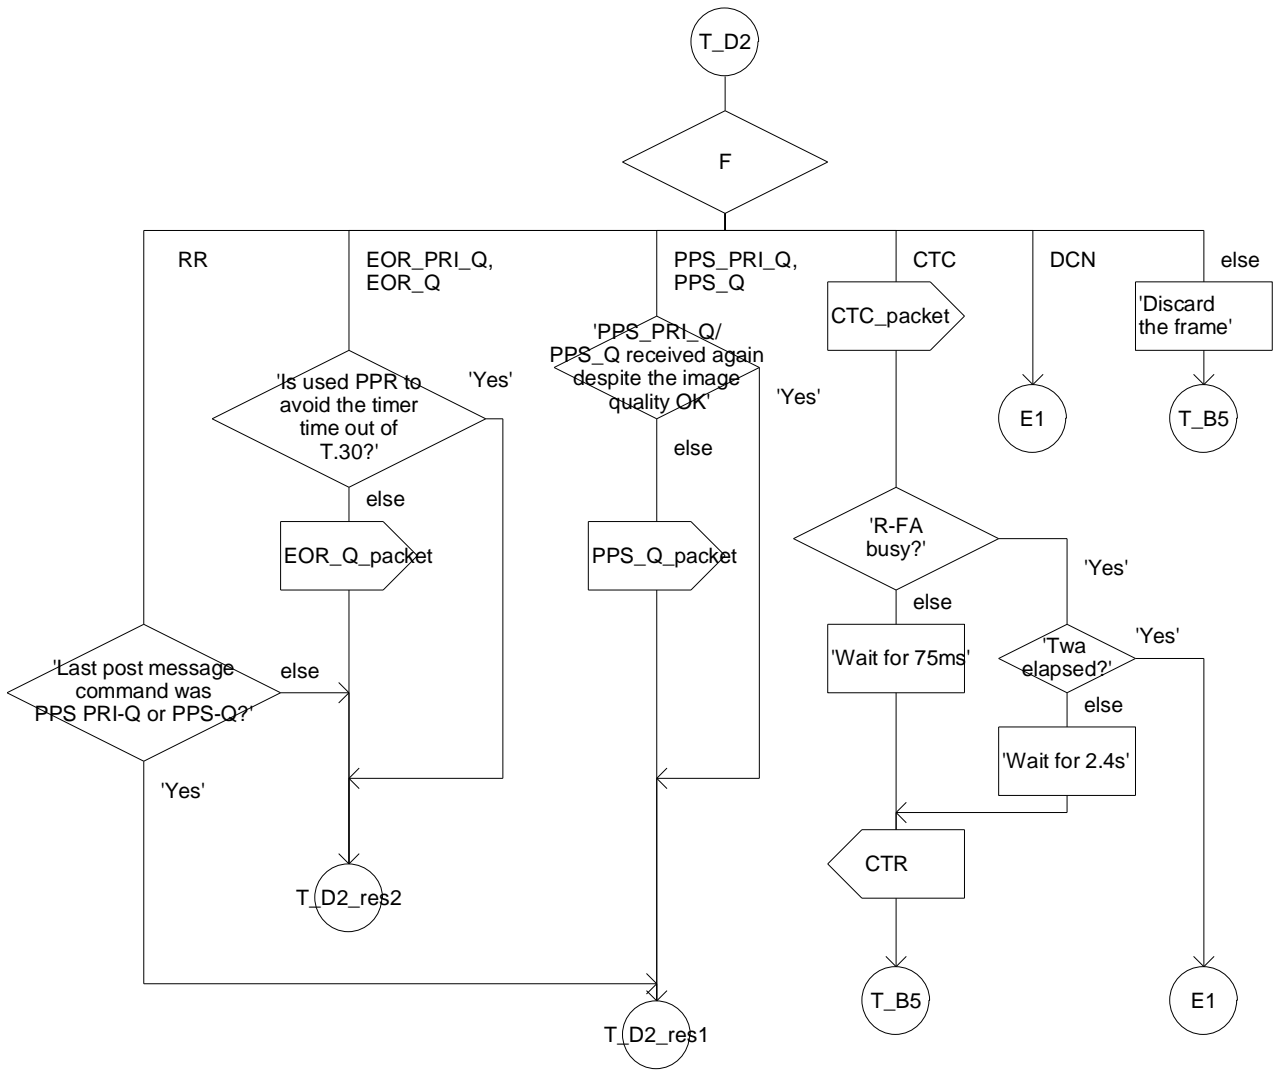 T_D2
F
RR
EOR_PRI_Q,
EOR_Q
PPS_PRI_Q,
PPS_Q
CTC
DCN
else
CTC_packet
'Discard
the frame'
'PPS_PRI_Q/
PPS_Q received again
despite the image
quality OK'
'Yes'
'Is used PPR to
avoid the timer
time out of
T.30?'
'Yes'
E1
T_B5
else
else
EOR_Q_packet
PPS_Q_packet
'R-FA
busy?'
'Yes'
else
'Wait for 75ms'
'Twa
elapsed?'
'Yes'
else
'Last post message
command was
PPS PRI-Q or PPS-Q?'
else
'Yes'
'Wait for 2.4s'
CTR
T_D2_res2
T_B5
E1
T_D2_res1